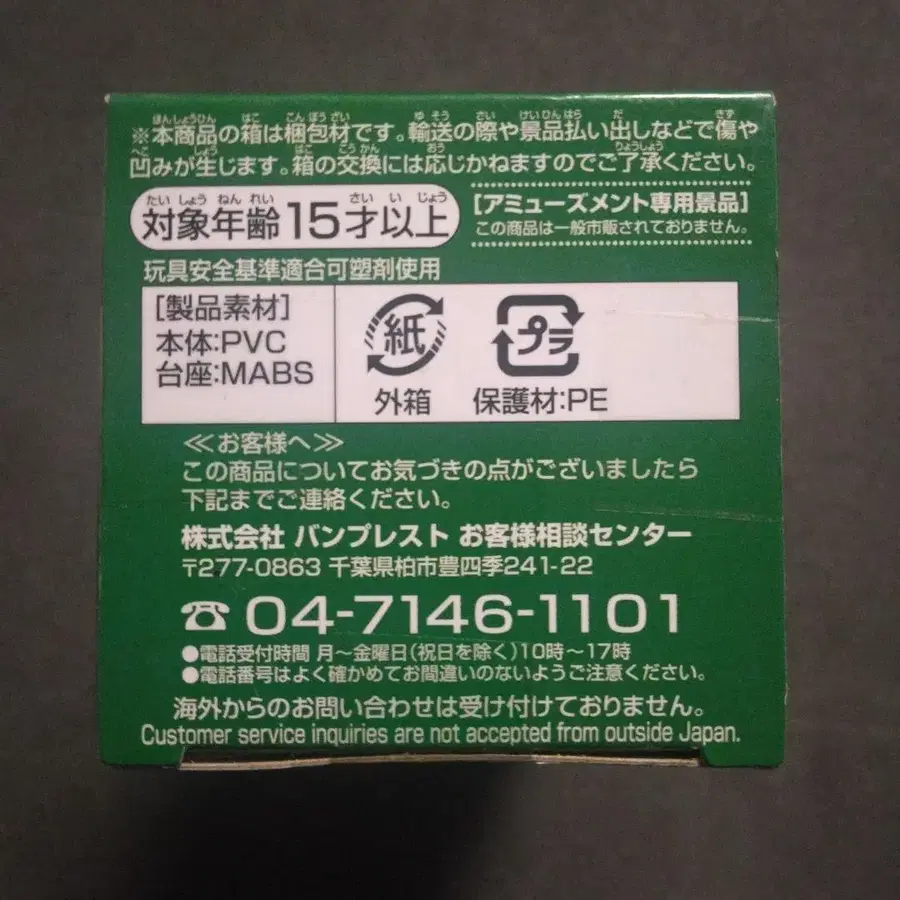 ※本商品の箱は梱包材です。輸送の際や景品払い出しなどで傷や
凹みが生じます。箱の交換には応じかねますのでご了承ください。
対象年齢15才以上
[アミューズメント専用景品]
この商品は一般市販されておりません。
玩具安全基準適合可塑剤使用
[製品素材]
本体:PVC
台座:MABS
紙
外箱
プラ
保護材:PE
≪お客様へ≫
この商品についてお気づきの点がございましたら
下記までご連絡ください。
株式会社 バンプレスト お客様相談センター
〒277-0863 千葉県柏市豊四季241-22
☎04-7146-1101
●電話受付時間 月～金曜日(祝日を除く)10時～17時
●電話番号はよく確かめてお間違いのないようご注意ください。
海外からのお問い合わせは受け付けておりません。
Customer service inquiries are not accepted from outside Japan.